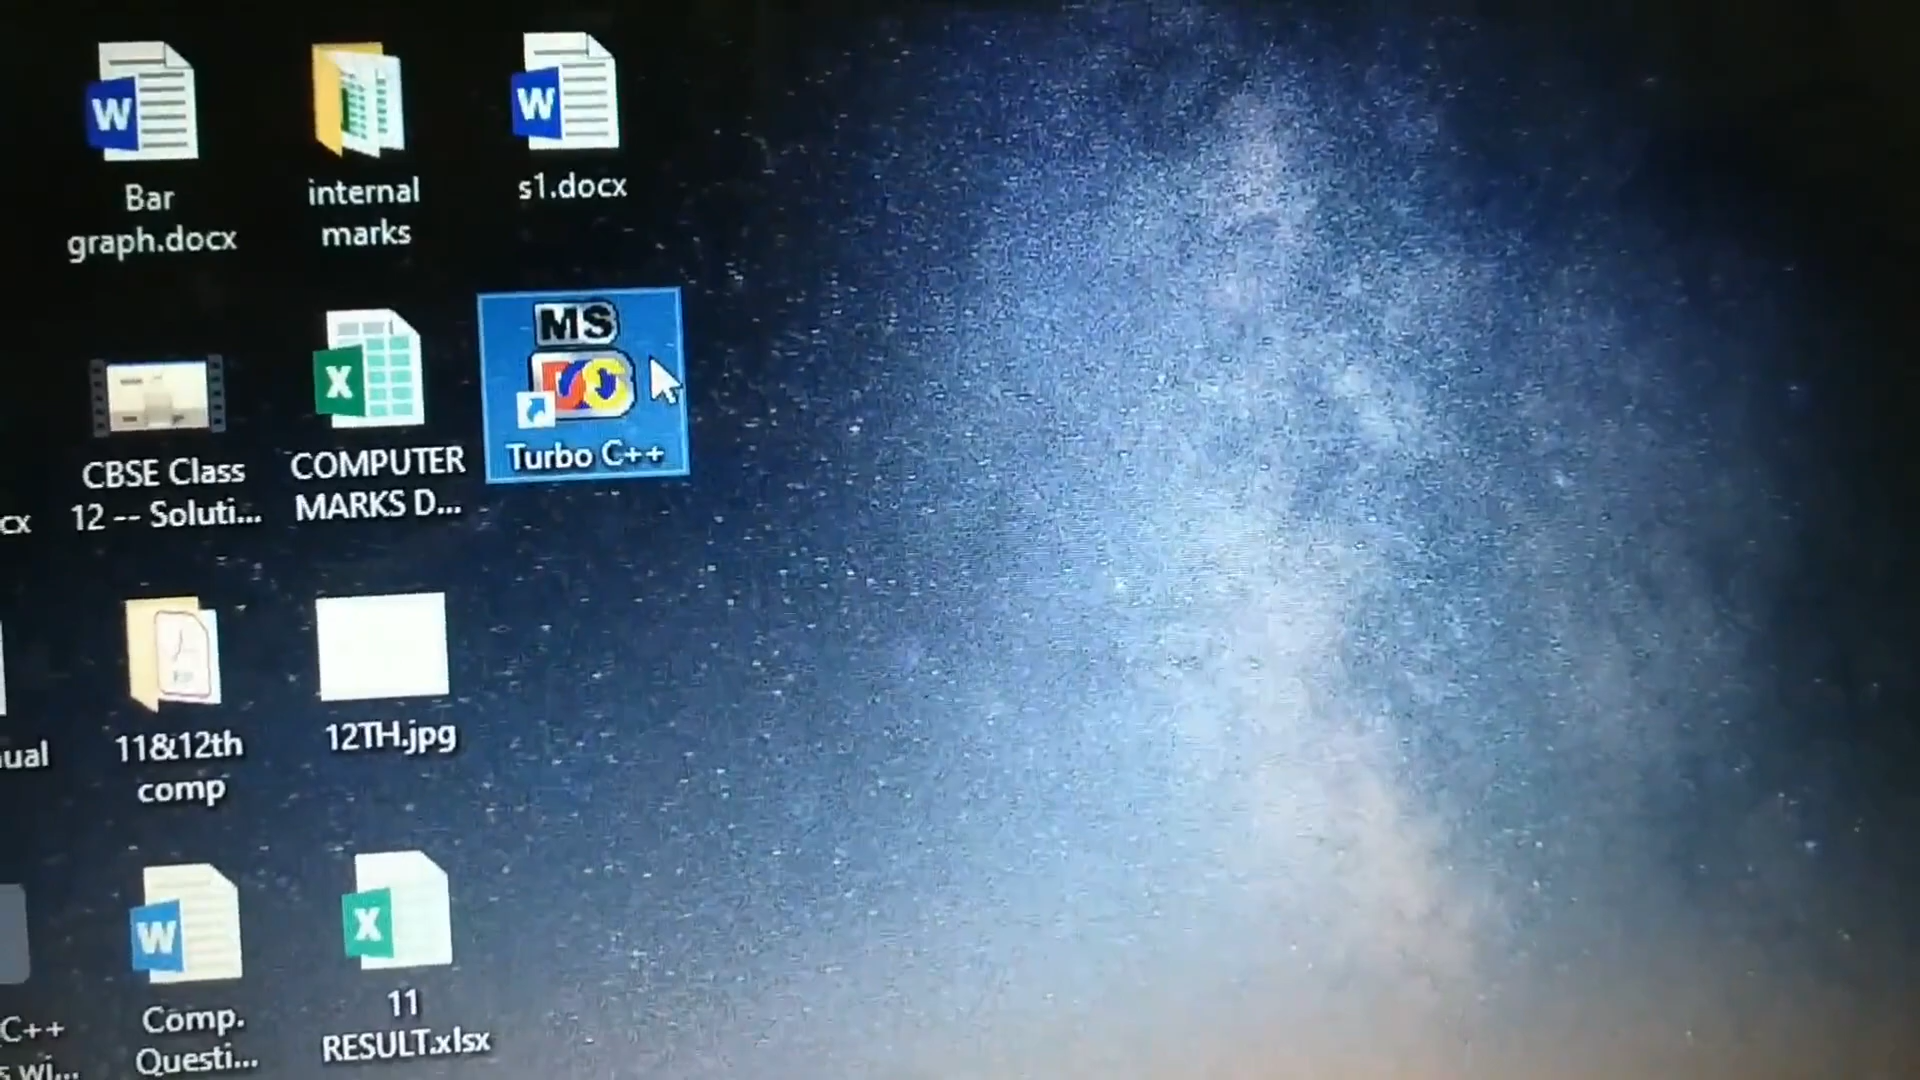 Bar
graph.docx
internal
marks
s1.docx
MS
Turbo C++
CBSE Class
12 -- Soluti...
COMPUTER
MARKS D...
cx
11&12th
comp
12TH.jpg
ual
Comp.
Questi...
11
RESULT.xlsx
C++
s wi...